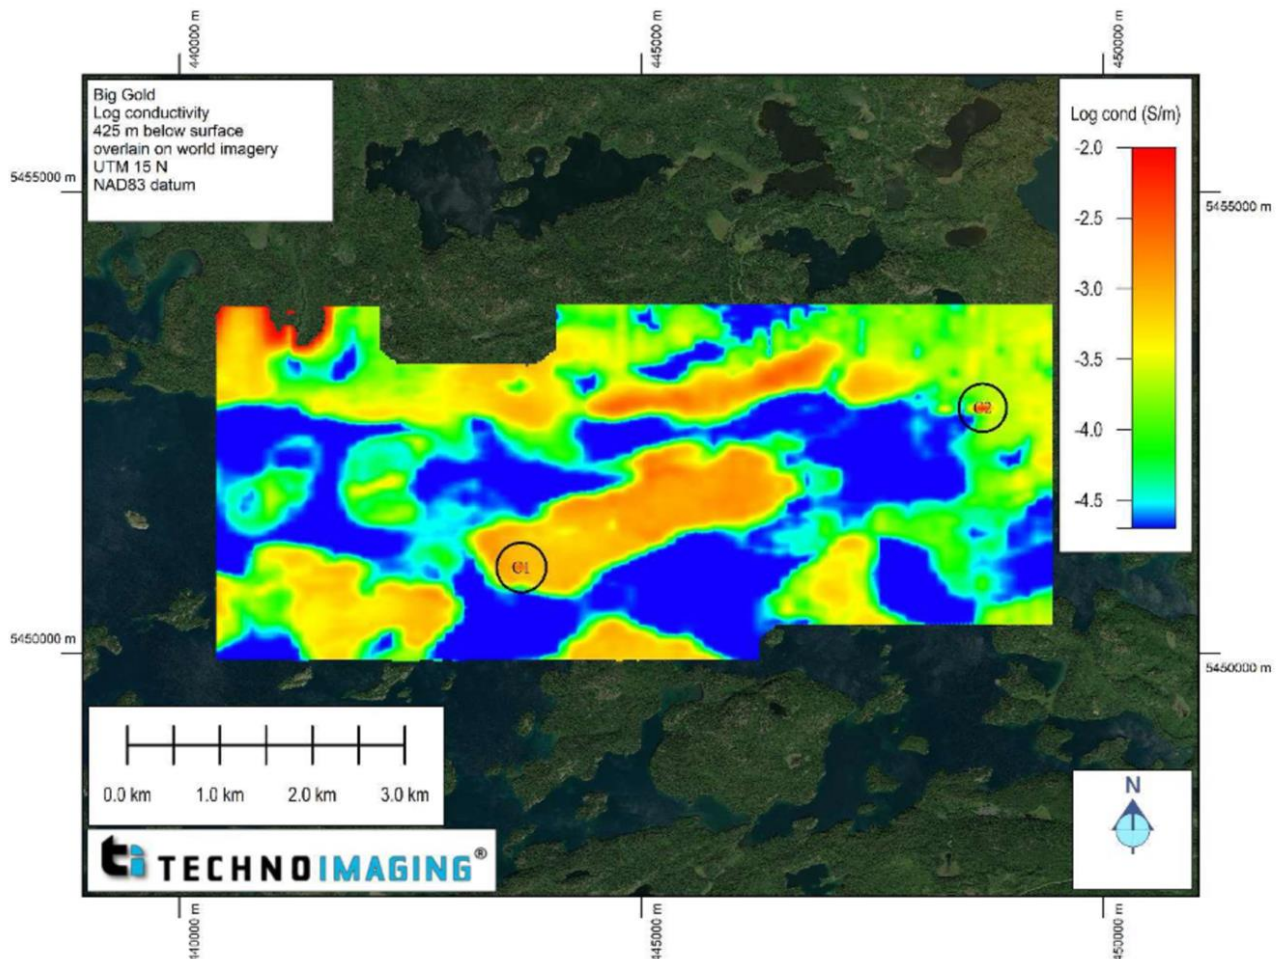 440000 m
445000 m
450000 m
Big Gold
Log conductivity
425 m below surface
overlain on world imagery
UTM 15 N
NAD83 datum
Log cond (S/m)
-2.0
-2.5
-3.0
-3.5
-4.0
-4.5
5455000 m
5455000 m
5450000 m
5450000 m
0.0 km
1.0 km
2.0 km
3.0 km
N
TECHNOIMAGING®
440000 m
445000 m
450000 m